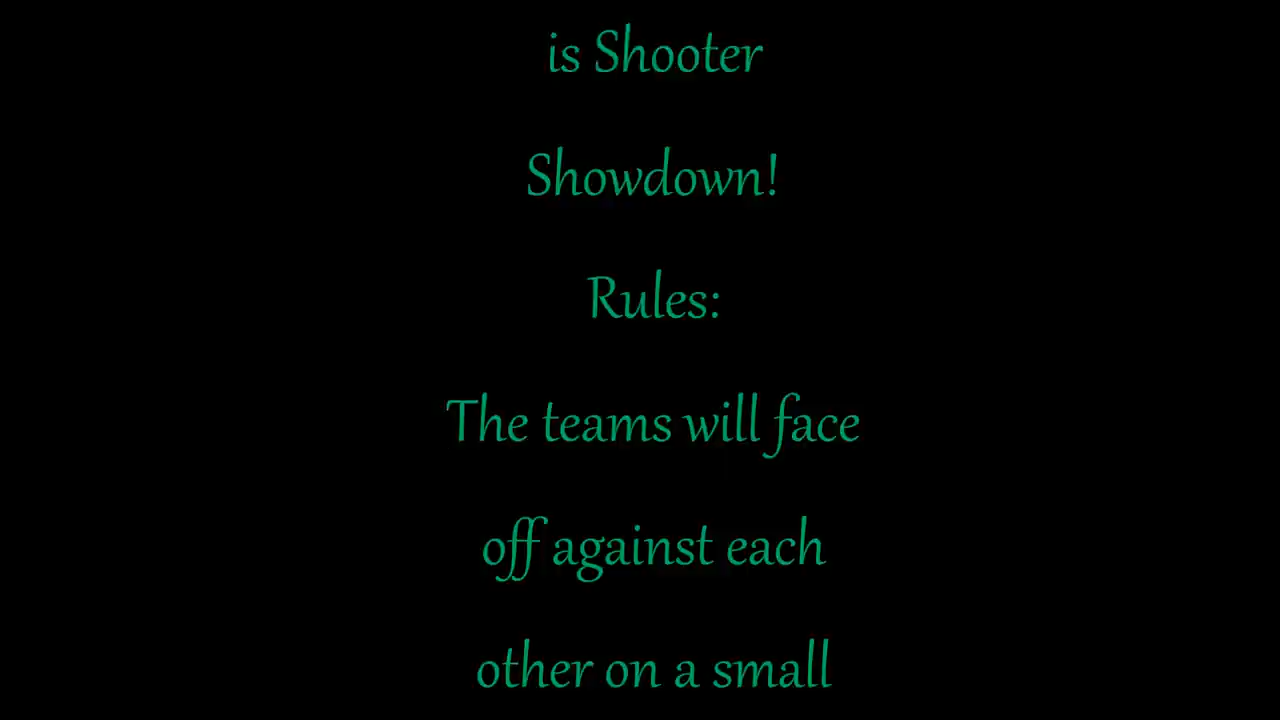 is Shooter
Showdown!
Rules:
The teams will face
off against each
other on a small